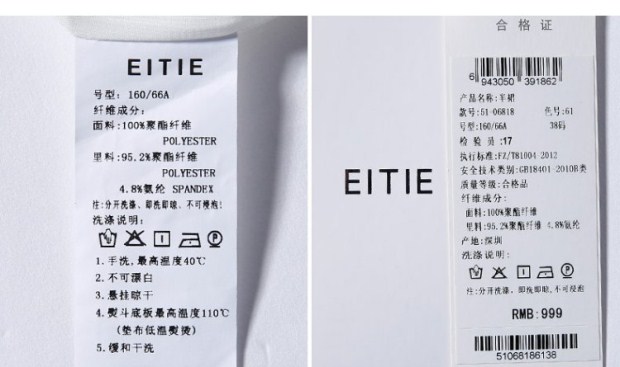 EITIE
号型: 160/66A
纤维成分:
面料:100%聚酯纤维
POLYESTER
里料:95.2%聚酯纤维
POLYESTER
4.8%氨纶 SPANDEX
注:分开洗涤、即洗即晾、不可浸泡!
洗涤说明:
1.手洗,最高温度40℃
2.不可漂白
3.悬挂晾干
4.熨斗底板最高温度110℃
(垫布低温熨烫)
5.缓和干洗
EITIE
合格证
6 943050 391862
产品名称:半裙
款号:51-06818 色号:61
号型:160/66A 38码
检验员:17
执行标准:FZ/T81004-2012
安全技术类别:GB18401-2010B类
质量等级:合格品
纤维成分:
面料:100%聚酯纤维
里料:95.2%聚酯纤维 4.8%氨纶
产地:深圳
洗涤说明:
注:分开洗涤、即洗即晾、不可浸泡
RMB:999
51068186138